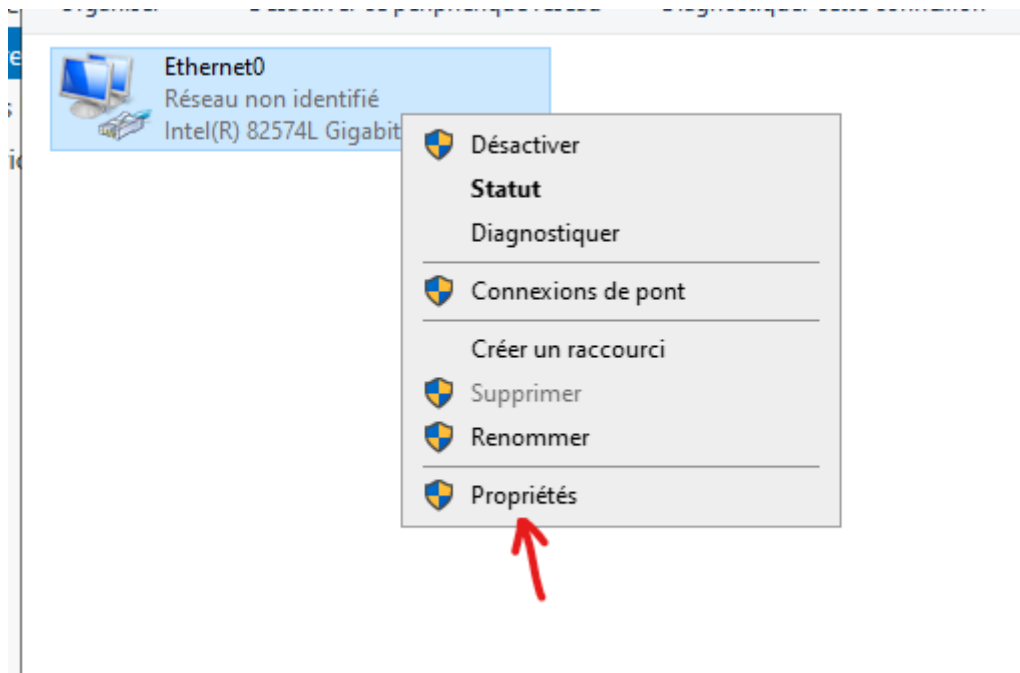 Ethernet0
Réseau non identifié
Intel(R) 82574L Gigabit
Désactiver
Statut
Diagnostiquer
Connexions de pont
Créer un raccourci
Supprimer
Renommer
Propriétés